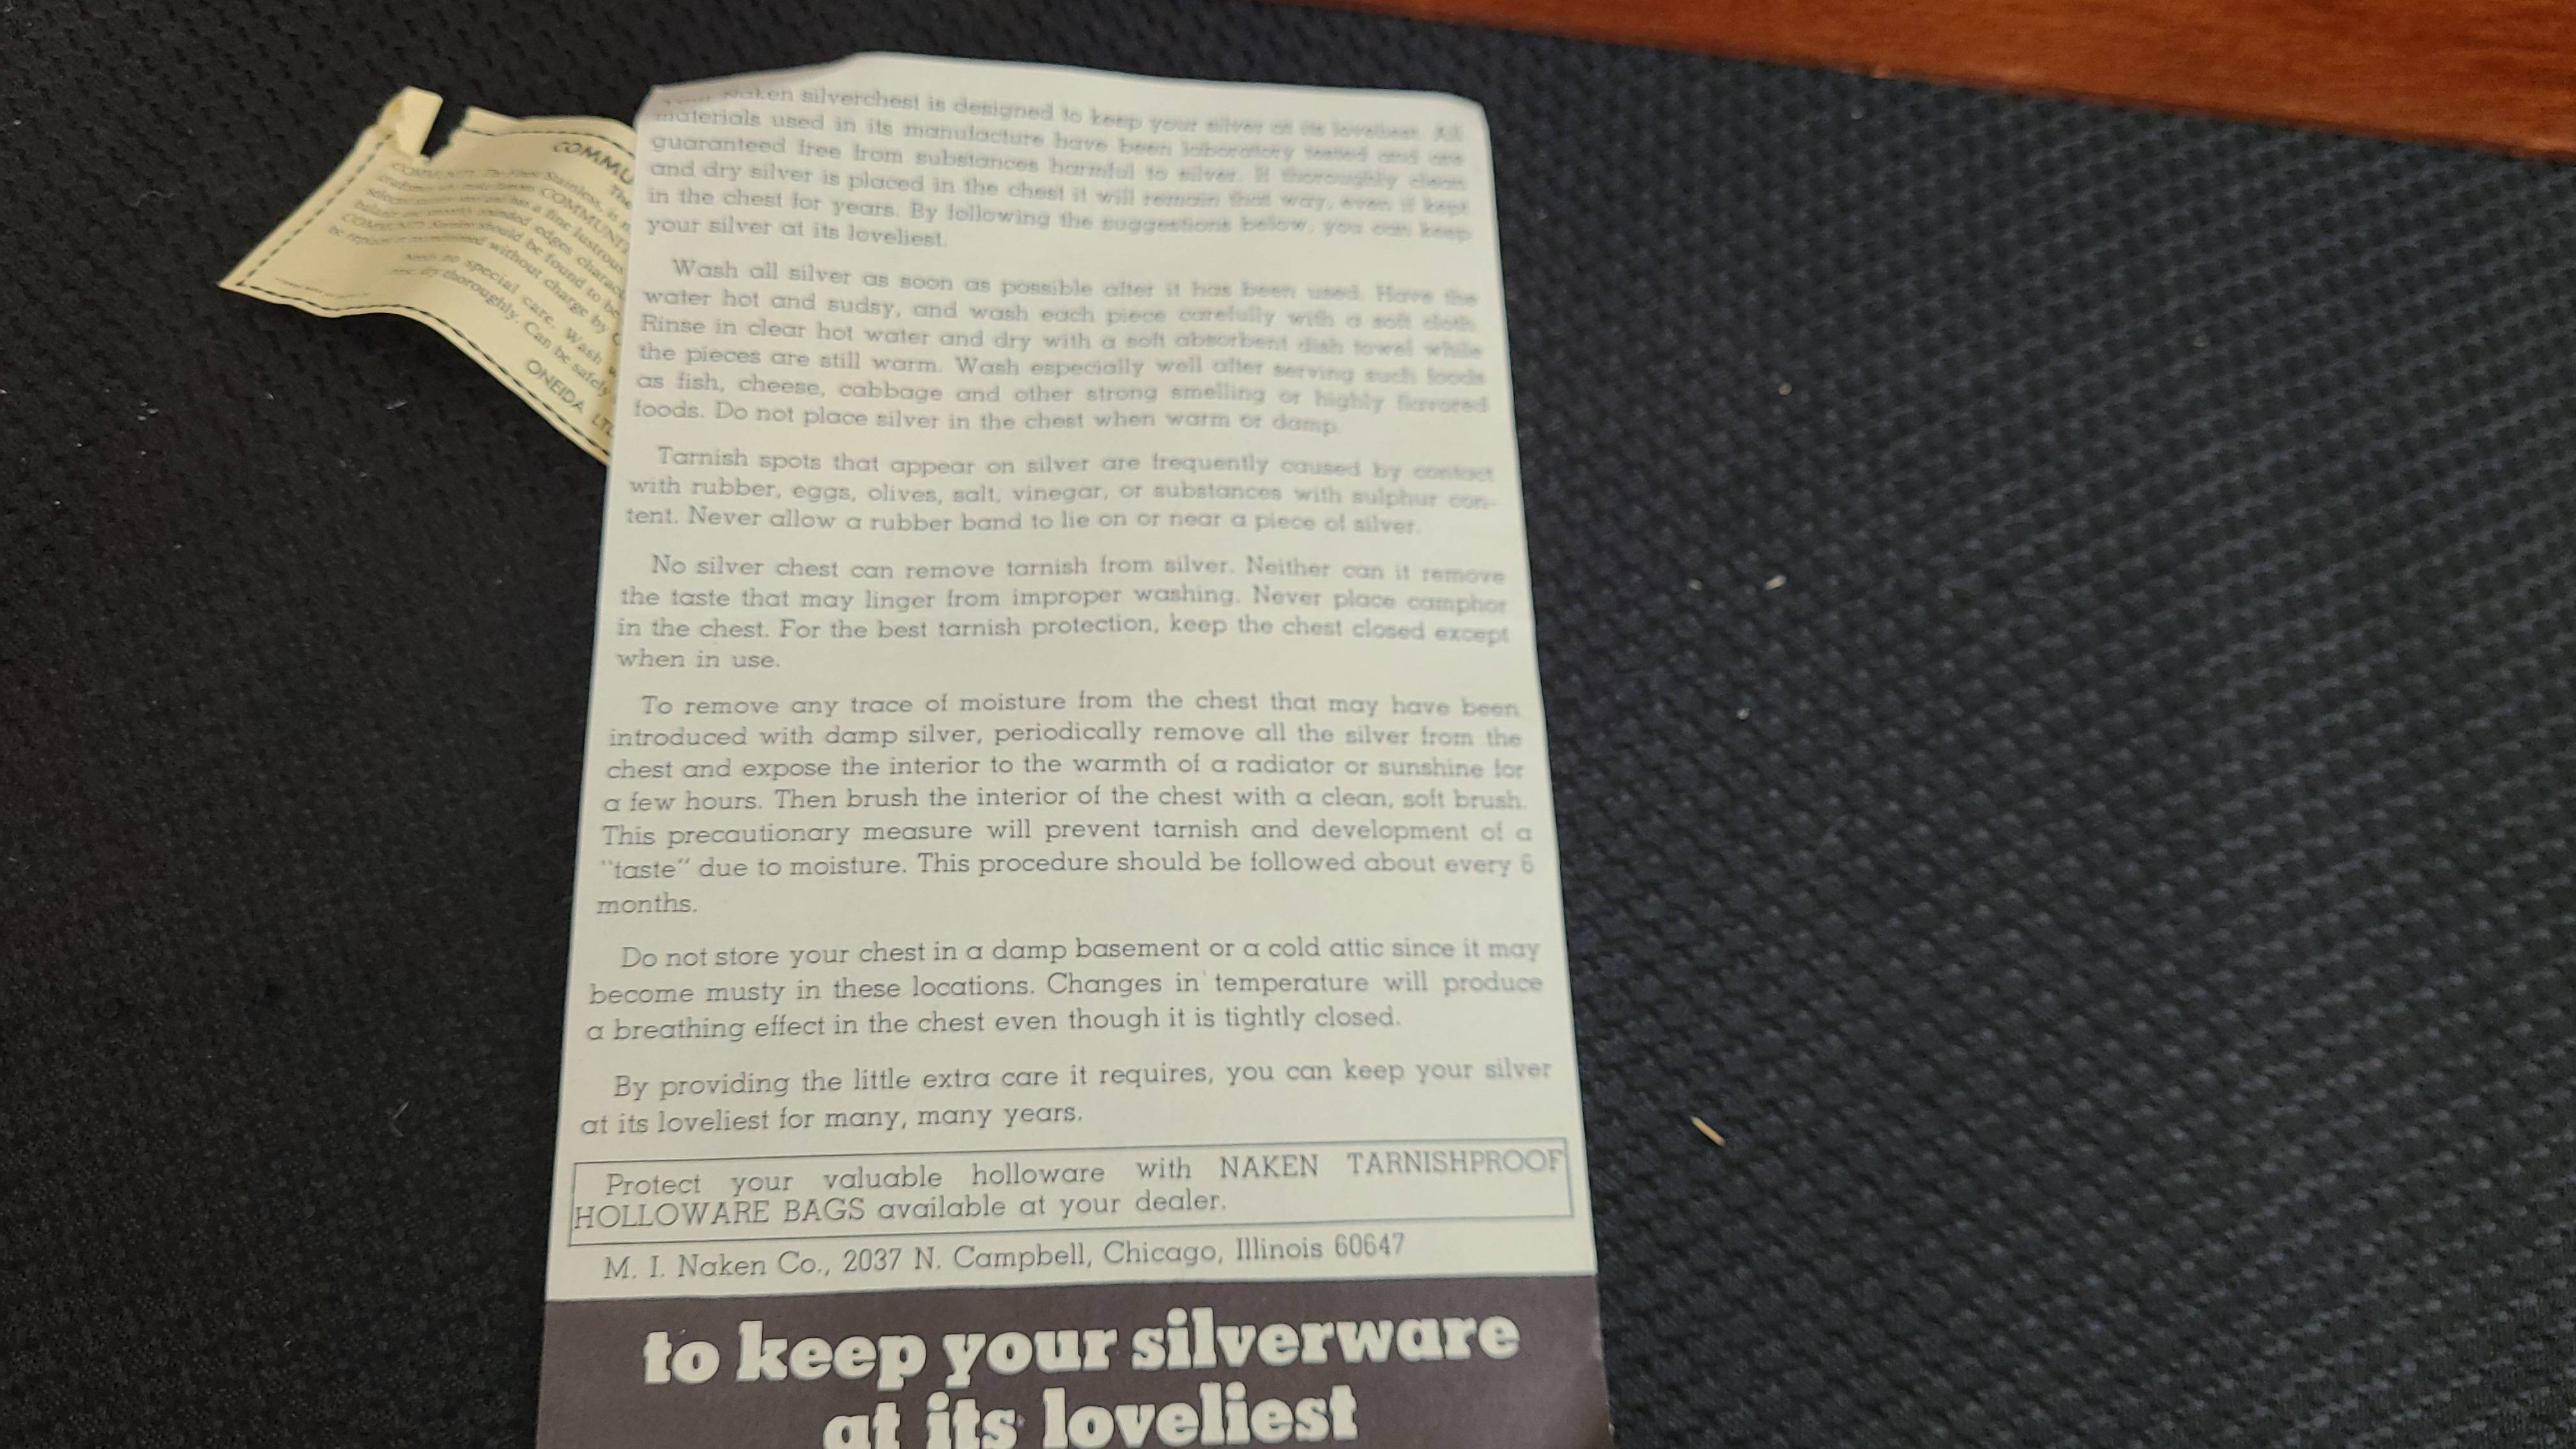 COMMU
COMMUNITY, The Finest Stainless, is
COMMUNIT
has a fine lustrous
edges charact
should be found to be
without charge by
no special care. Wash
dry thoroughly. Can be safely
ONEIDA LTD
Naken silverchest is designed to keep your silver at its loveliest. All
materials used in its manufacture have been laboratory tested and are
guaranteed free from substances harmful to silver. If thoroughly clean
and dry silver is placed in the chest it will remain that way, even if kept
in the chest for years. By following the suggestions below, you can keep
your silver at its loveliest.
Wash all silver as soon as possible after it has been used. Have the
water hot and sudsy, and wash each piece carefully with a soft cloth.
Rinse in clear hot water and dry with a soft absorbent dish towel while
the pieces are still warm. Wash especially well after serving such foods
as fish, cheese, cabbage and other strong smelling or highly flavored
foods. Do not place silver in the chest when warm or damp.
Tarnish spots that appear on silver are frequently caused by contact
with rubber, eggs, olives, salt, vinegar, or substances with sulphur con-
tent. Never allow a rubber band to lie on or near a piece of silver.
No silver chest can remove tarnish from silver. Neither can it remove
the taste that may linger from improper washing. Never place camphor
in the chest. For the best tarnish protection, keep the chest closed except
when in use.
To remove any trace of moisture from the chest that may have been
introduced with damp silver, periodically remove all the silver from the
chest and expose the interior to the warmth of a radiator or sunshine for
a few hours. Then brush the interior of the chest with a clean, soft brush.
This precautionary measure will prevent tarnish and development of a
"taste" due to moisture. This procedure should be followed about every 6
months.
Do not store your chest in a damp basement or a cold attic since it may
become musty in these locations. Changes in temperature will produce
a breathing effect in the chest even though it is tightly closed.
By providing the little extra care it requires, you can keep your silver
at its loveliest for many, many years.
Protect your valuable holloware with NAKEN TARNISHPROOF
HOLLOWARE BAGS available at your dealer.
M. I. Naken Co., 2037 N. Campbell, Chicago, Illinois 60647
to keep your silverware
at its loveliest